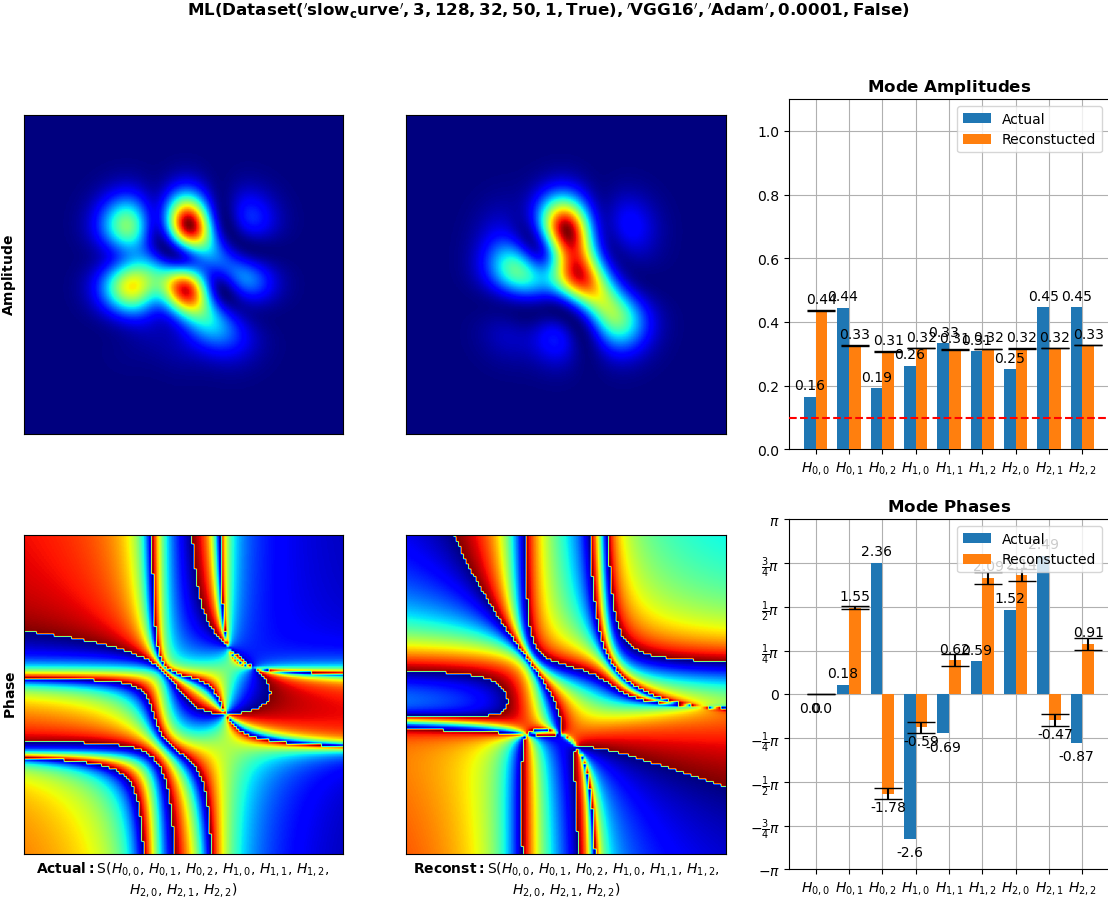 ML(Dataset('slow_curve', 3, 128, 32, 50, 1, True), 'VGG16', 'Adam', 0.0001, False)
Amplitude
Mode Amplitudes
Actual
Reconstucted
1.0
0.8
0.6
0.4
0.2
0.0
0.16 0.44 0.44 0.33 0.19 0.31 0.26 0.32 0.33 0.31 0.31 0.32 0.25 0.32 0.45 0.32 0.45 0.33
H0,0 H0,1 H0,2 H1,0 H1,1 H1,2 H2,0 H2,1 H2,2
Phase
Mode Phases
Actual
Reconstucted
π
3/4π
1/2π
1/4π
0
−1/4π
−1/2π
−3/4π
−π
0.0 0.0 0.18 1.55 2.36 -1.78 -2.6 -0.59 -0.69 0.62 0.59 2.09 1.52 2.49 -0.47 -0.87 0.91
H0,0 H0,1 H0,2 H1,0 H1,1 H1,2 H2,0 H2,1 H2,2
Actual: S(H0,0, H0,1, H0,2, H1,0, H1,1, H1,2,
H2,0, H2,1, H2,2)
Reconst: S(H0,0, H0,1, H0,2, H1,0, H1,1, H1,2,
H2,0, H2,1, H2,2)